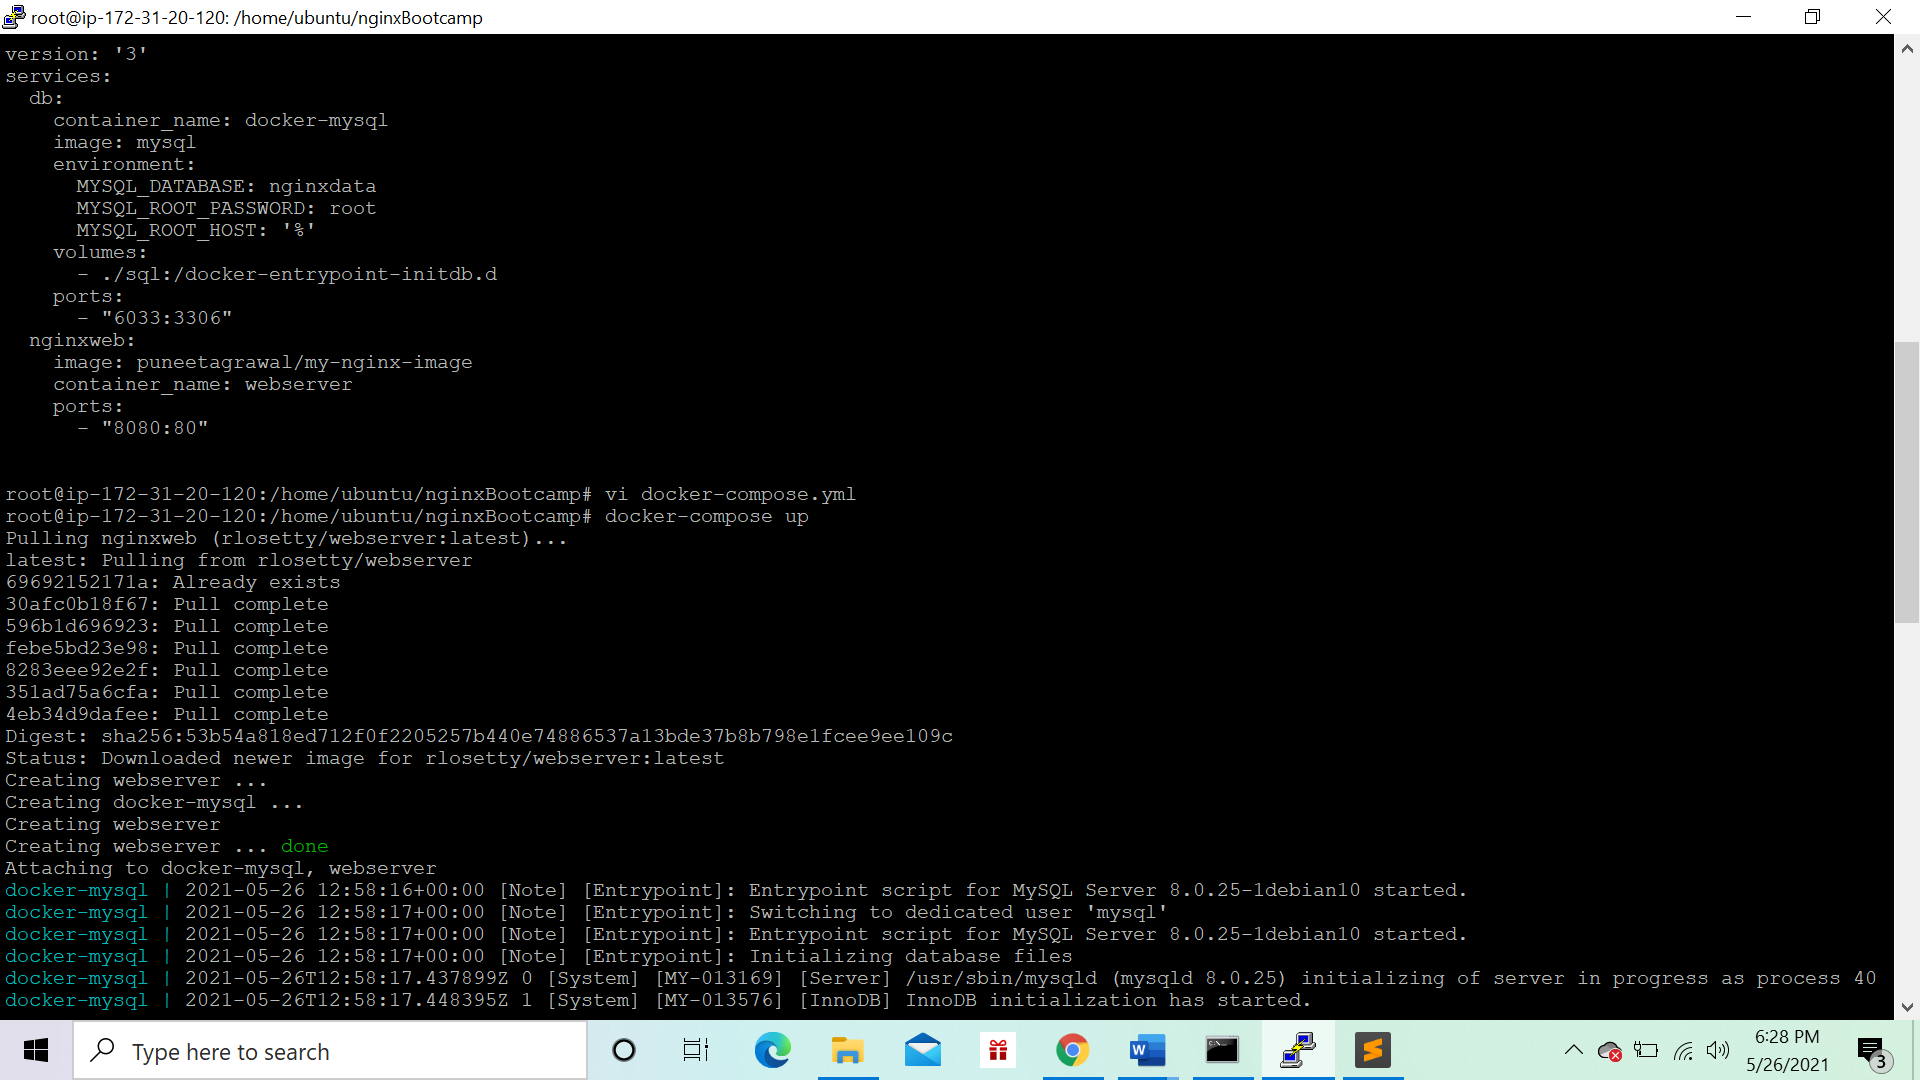 root@ip-172-31-20-120: /home/ubuntu/nginxBootcamp
version: '3'
services:
  db:
    container_name: docker-mysql
    image: mysql
    environment:
      MYSQL_DATABASE: nginxdata
      MYSQL_ROOT_PASSWORD: root
      MYSQL_ROOT_HOST: '%'
    volumes:
      - ./sql:/docker-entrypoint-initdb.d
    ports:
      - "6033:3306"
  nginxweb:
    image: puneetagrawal/my-nginx-image
    container_name: webserver
    ports:
      - "8080:80"
root@ip-172-31-20-120:/home/ubuntu/nginxBootcamp# vi docker-compose.yml
root@ip-172-31-20-120:/home/ubuntu/nginxBootcamp# docker-compose up
Pulling nginxweb (rlosetty/webserver:latest)...
latest: Pulling from rlosetty/webserver
69692152171a: Already exists
30afc0b18f67: Pull complete
596b1d696923: Pull complete
febe5bd23e98: Pull complete
8283eee92e2f: Pull complete
351ad75a6cfa: Pull complete
4eb34d9dafee: Pull complete
Digest: sha256:53b54a818ed712f0f2205257b440e74886537a13bde37b8b798e1fcee9ee109c
Status: Downloaded newer image for rlosetty/webserver:latest
Creating webserver ...
Creating docker-mysql ...
Creating webserver
Creating webserver ... done
Attaching to docker-mysql, webserver
docker-mysql | 2021-05-26 12:58:16+00:00 [Note] [Entrypoint]: Entrypoint script for MySQL Server 8.0.25-1debian10 started.
docker-mysql | 2021-05-26 12:58:17+00:00 [Note] [Entrypoint]: Switching to dedicated user 'mysql'
docker-mysql | 2021-05-26 12:58:17+00:00 [Note] [Entrypoint]: Entrypoint script for MySQL Server 8.0.25-1debian10 started.
docker-mysql | 2021-05-26 12:58:17+00:00 [Note] [Entrypoint]: Initializing database files
docker-mysql | 2021-05-26T12:58:17.437899Z 0 [System] [MY-013169] [Server] /usr/sbin/mysqld (mysqld 8.0.25) initializing of server in progress as process 40
docker-mysql | 2021-05-26T12:58:17.448395Z 1 [System] [MY-013576] [InnoDB] InnoDB initialization has started.
Type here to search
6:28 PM
5/26/2021
3